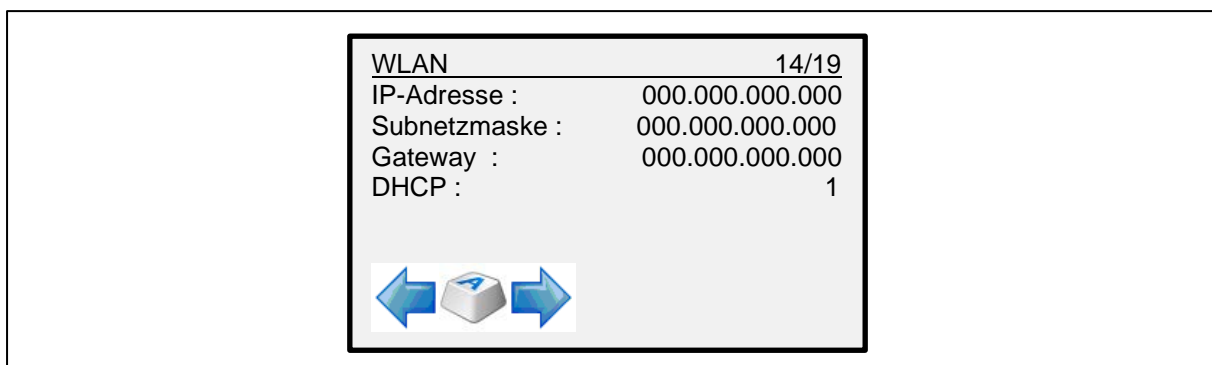 WLAN 14/19
IP-Adresse : 000.000.000.000
Subnetzmaske : 000.000.000.000
Gateway : 000.000.000.000
DHCP : 1
A